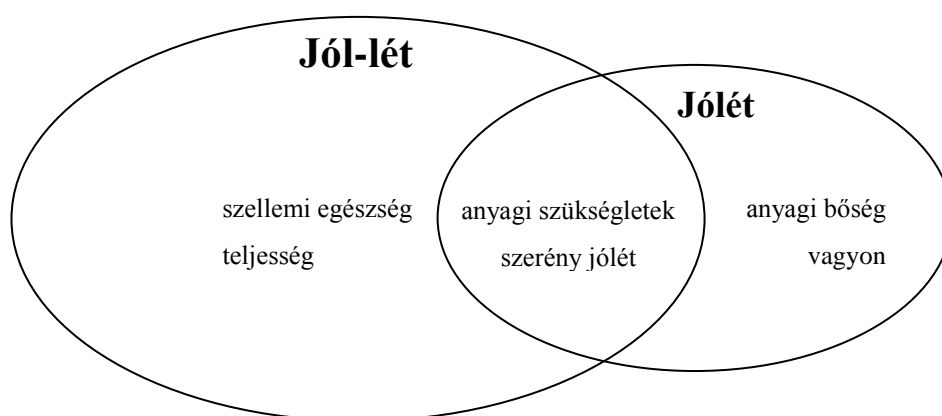 Jól-lét
Jólét
szellemi egészség
teljesség
anyagi szükségletek
szerény jólét
anyagi bőség
vagyon